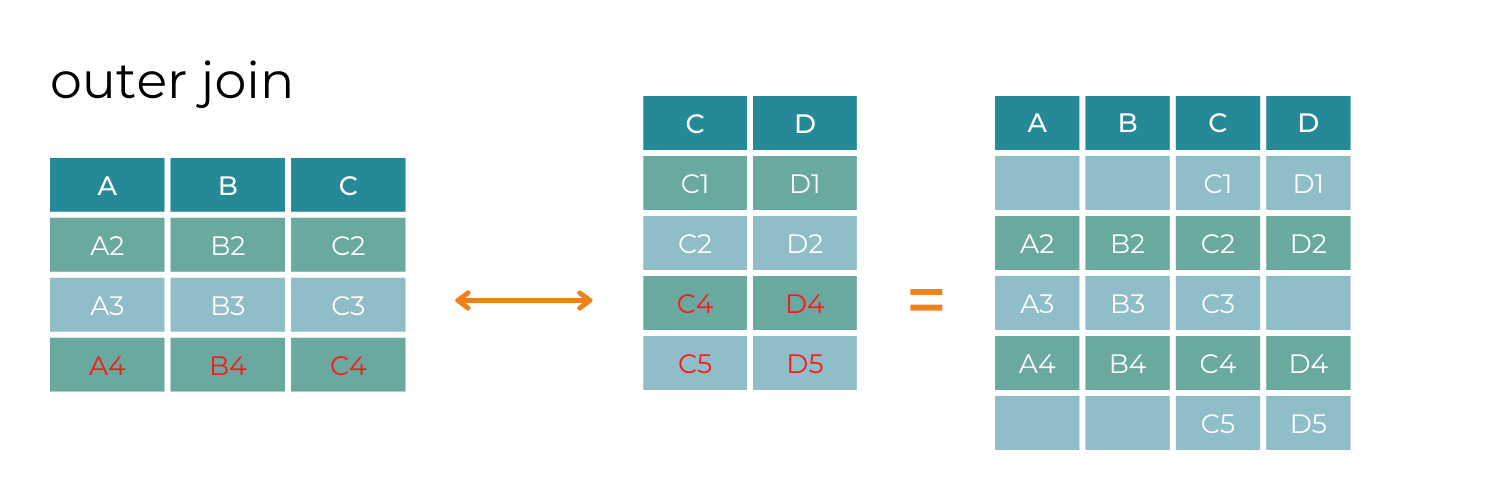 outer join
A B C
A2 B2 C2
A3 B3 C3
A4 B4 C4
C D
C1 D1
C2 D2
C4 D4
C5 D5
=
A B C D
C1 D1
A2 B2 C2 D2
A3 B3 C3
A4 B4 C4 D4
C5 D5